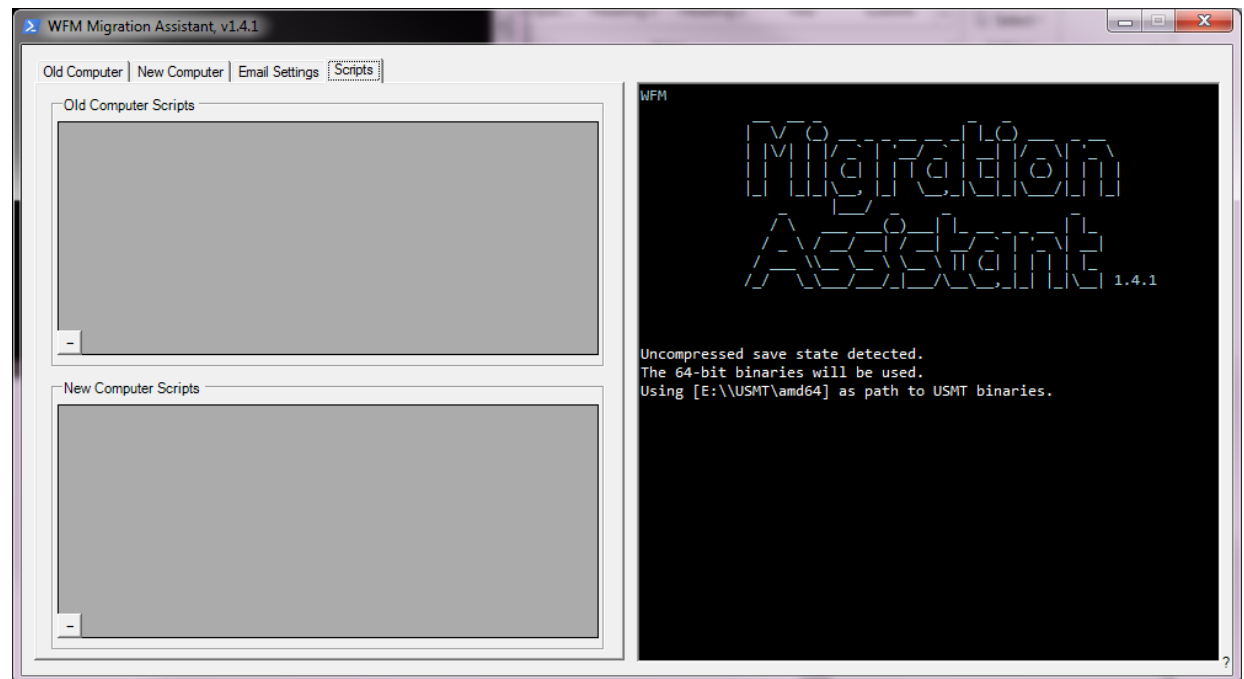 WFM Migration Assistant, v1.4.1
Old Computer New Computer Email Settings Scripts
Old Computer Scripts
-
New Computer Scripts
-
WFM
Migration
Assistant 1.4.1
Uncompressed save state detected.
The 64-bit binaries will be used.
Using [E:\\USMT\amd64] as path to USMT binaries.
?